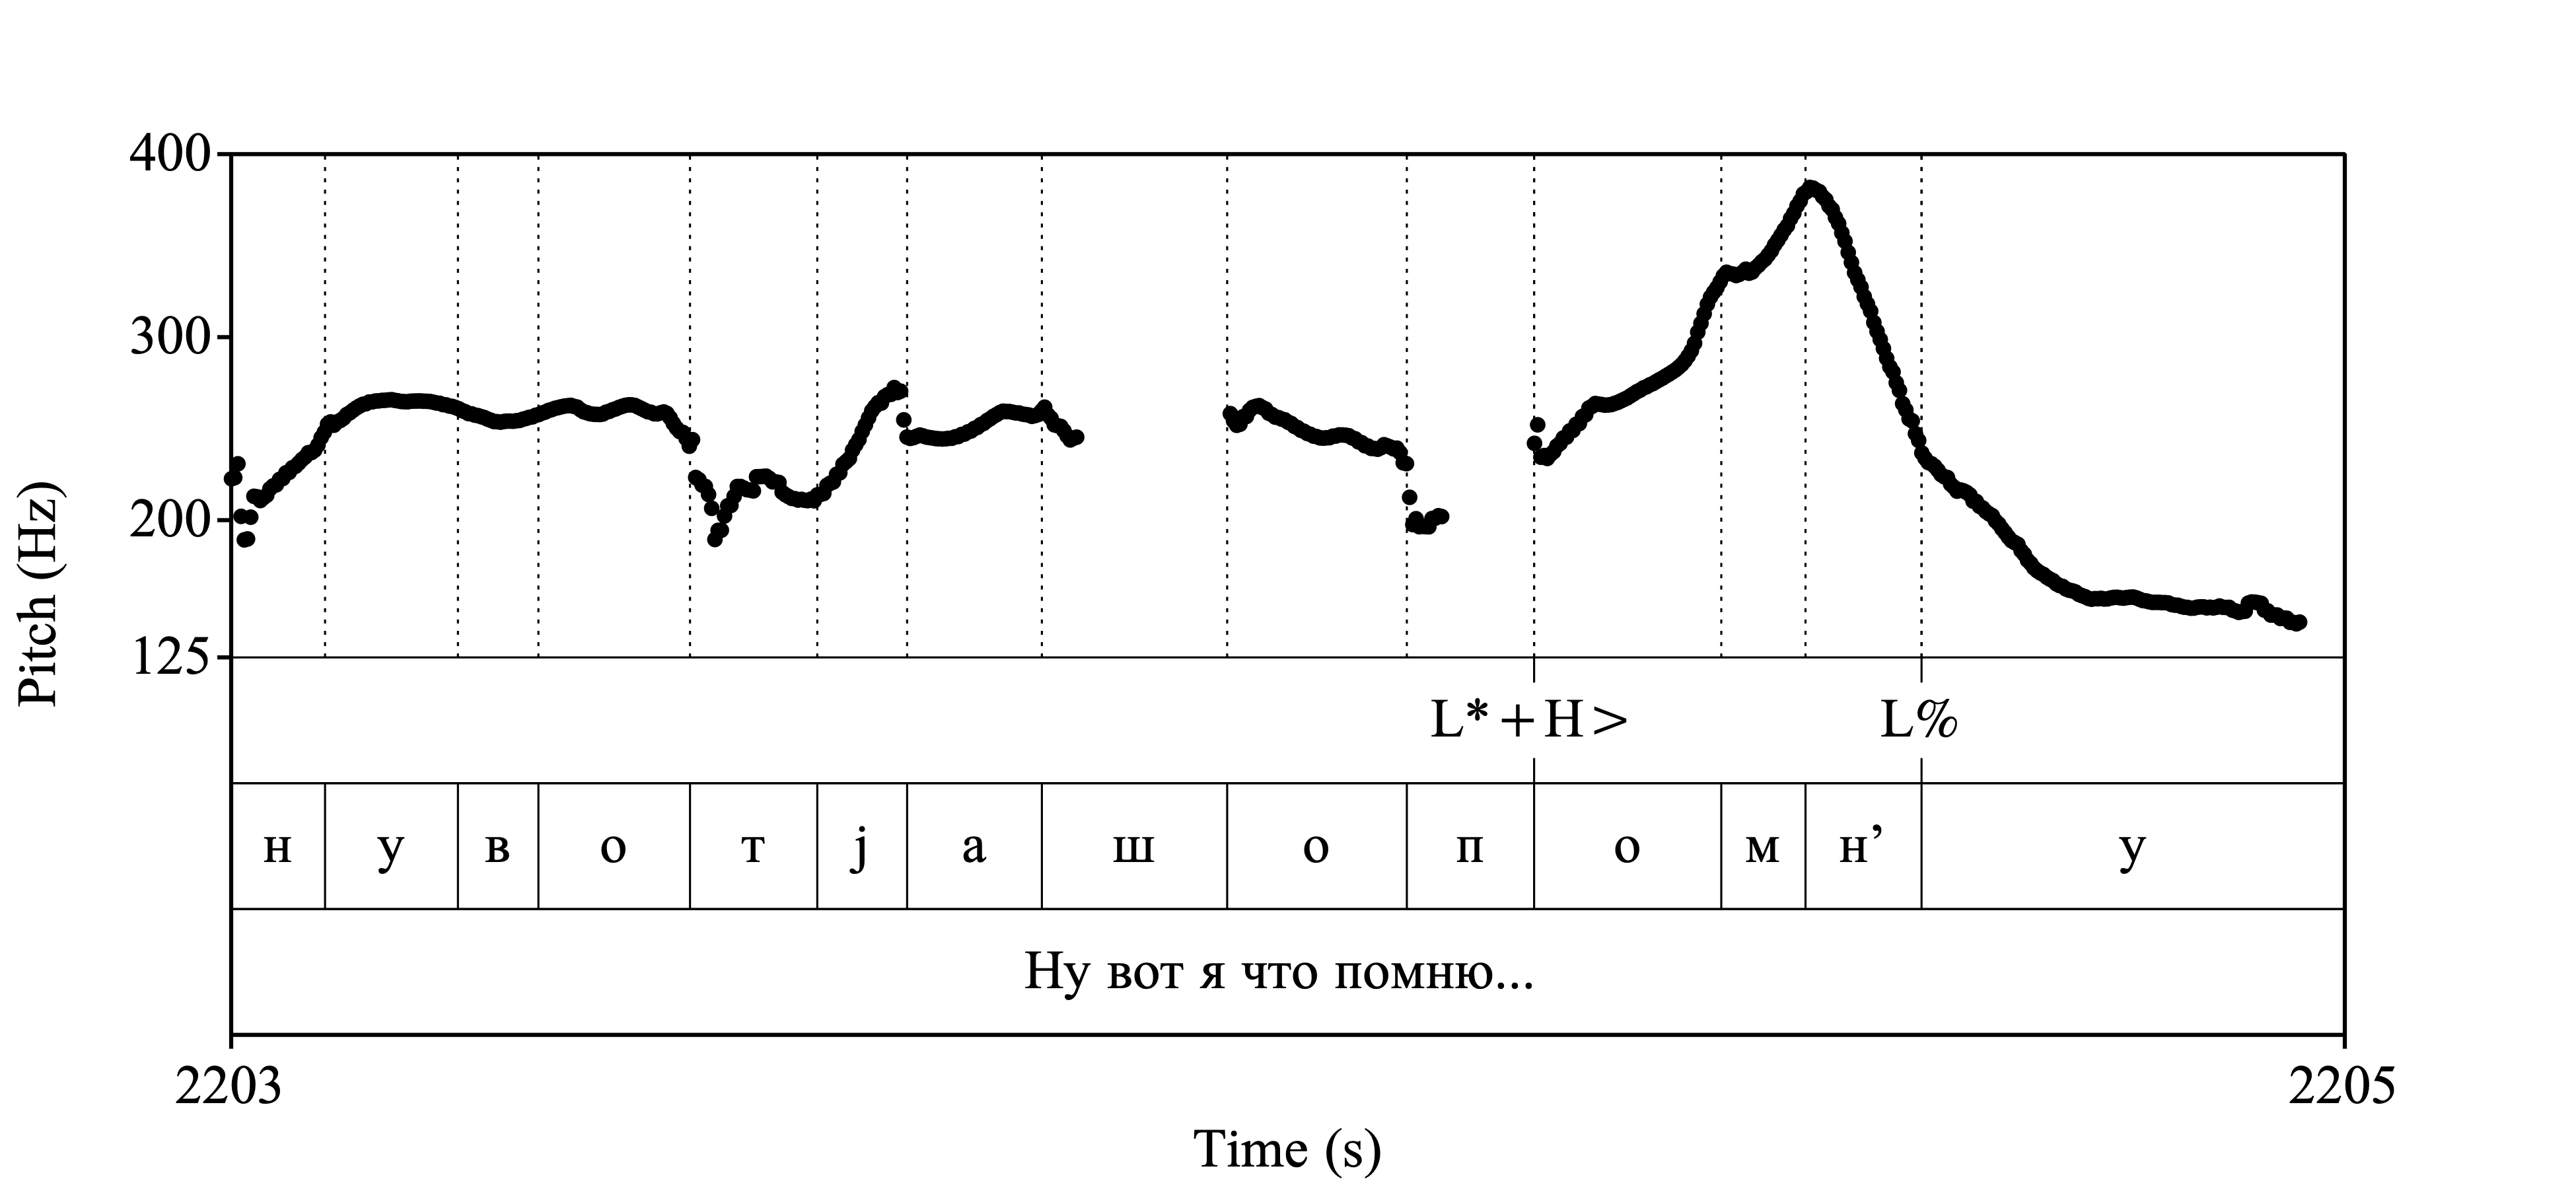 400
300
200
125
Pitch (Hz)
L*+H> L%
н у в о т j а ш о п о м н’ у
Ну вот я что помню...
2203 2205
Time (s)